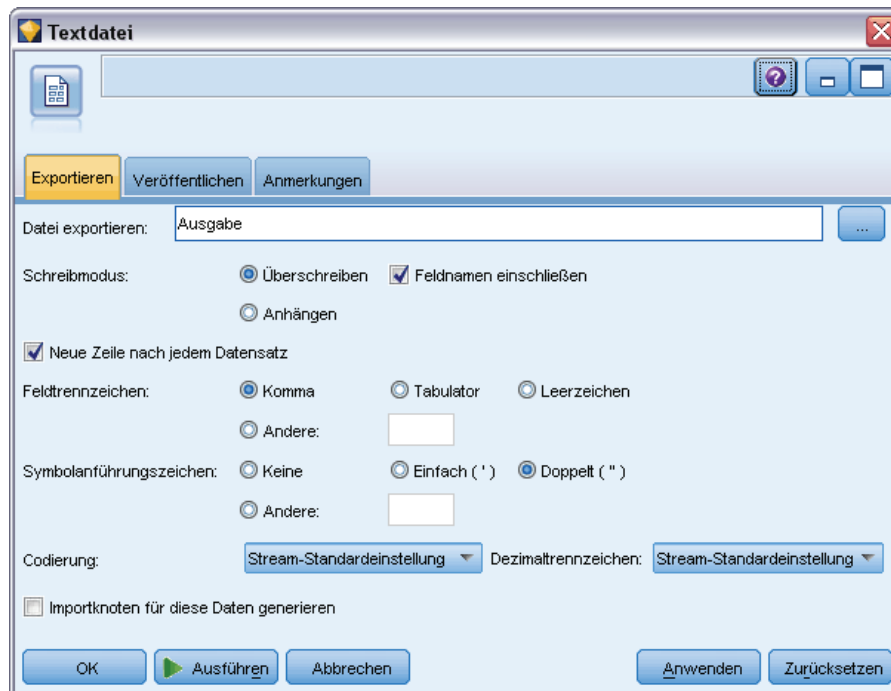 Textdatei
Exportieren Veröffentlichen Anmerkungen
Datei exportieren: Ausgabe ...
Schreibmodus: Überschreiben Feldnamen einschließen
Anhängen
Neue Zeile nach jedem Datensatz
Feldtrennzeichen: Komma Tabulator Leerzeichen
Andere:
Symbolanführungszeichen: Keine Einfach ( ' ) Doppelt ( " )
Andere:
Codierung: Stream-Standardeinstellung Dezimaltrennzeichen: Stream-Standardeinstellung
Importknoten für diese Daten generieren
OK Ausführen Abbrechen Anwenden Zurücksetzen